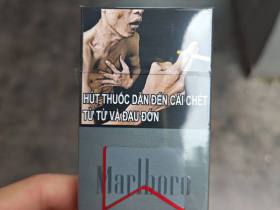 HÚT THUỐC DẪN ĐẾN CÁI CHẾT
TỪ TỪ VÀ ĐAU ĐỚN
Marlboro